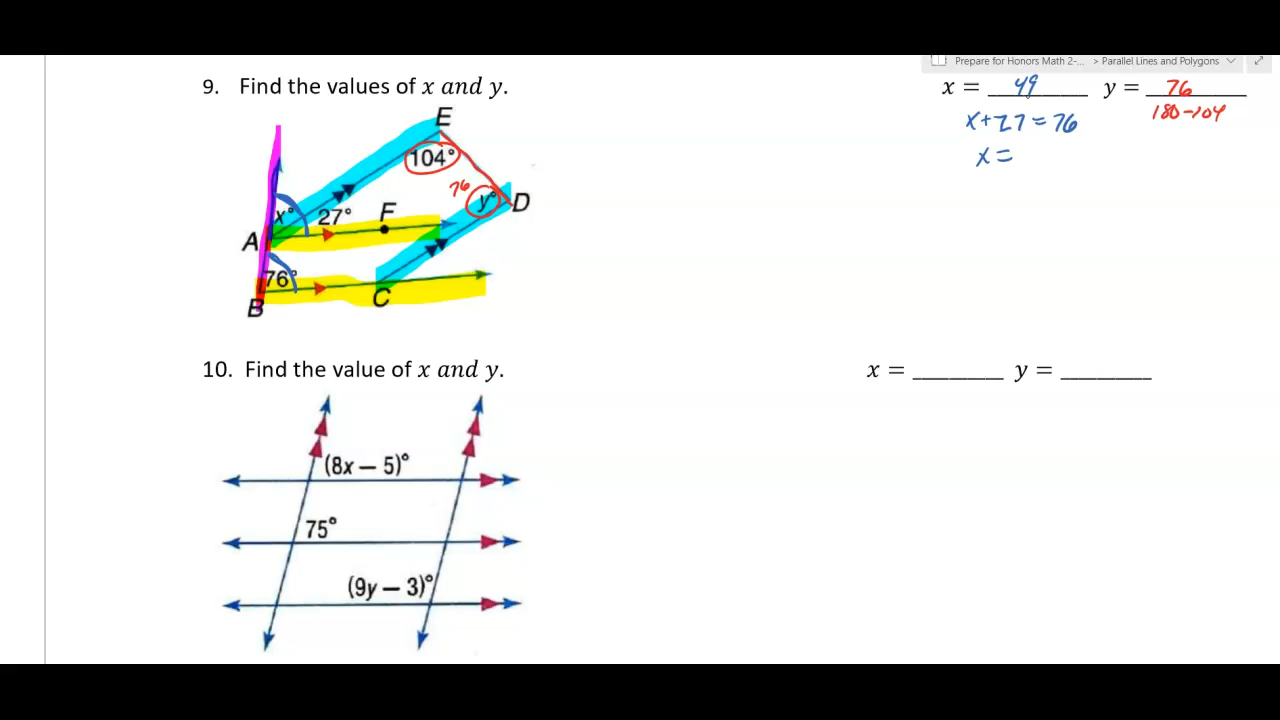 Prepare for Honors Math 2-... > Parallel Lines and Polygons
9. Find the values of x and y.
x = 49 y = 76
180-104
x+27=76
x=
E
104°
76
y°
D
x°
27°
F
A
76°
B
C
10. Find the value of x and y.
x = ________ y = ________
(8x – 5)°
75°
(9y – 3)°